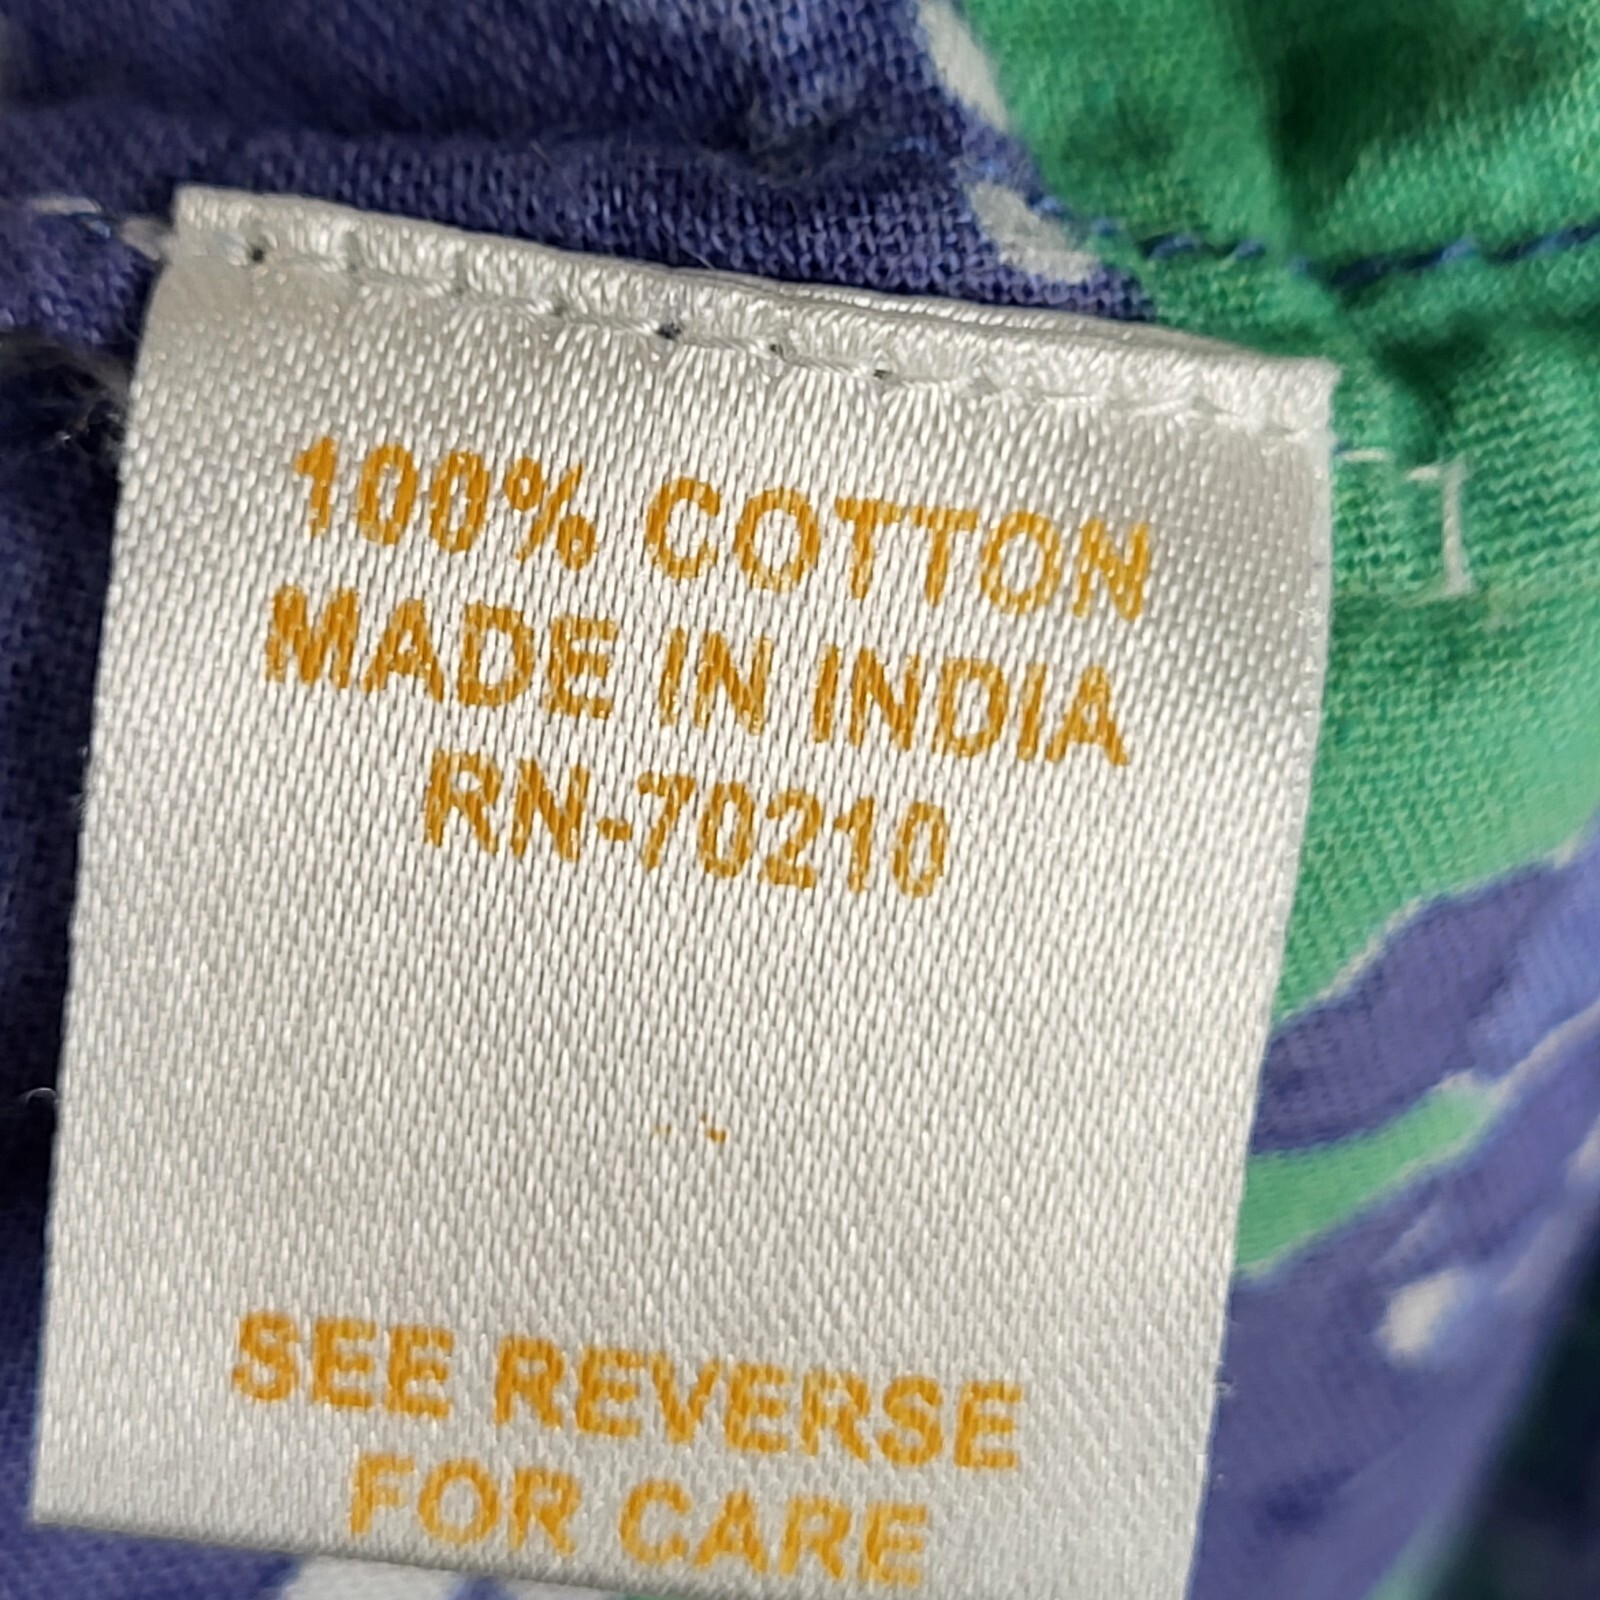 100% COTTON
MADE IN INDIA
RN-70210
SEE REVERSE
FOR CARE